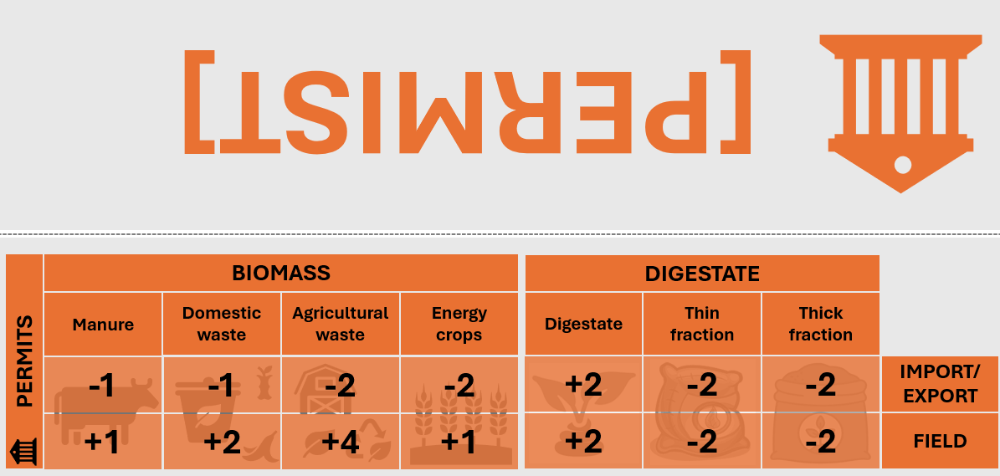 [PERMIST]
PERMITS
BIOMASS
DIGESTATE
Manure
Domestic
waste
Agricultural
waste
Energy
crops
Digestate
Thin
fraction
Thick
fraction
-1 -1 -2 -2 +2 -2 -2 IMPORT/
EXPORT
+1 +2 +4 +1 +2 -2 -2 FIELD